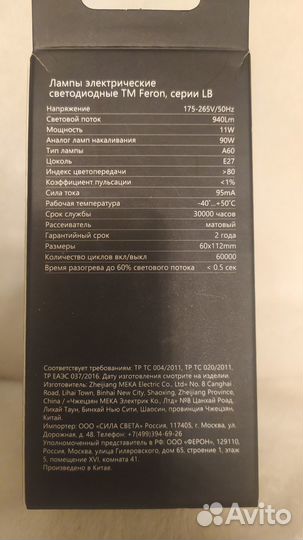 Лампы электрические
светодиодные ТМ Feron, серии LB
Напряжение 175-265V/50Hz
Световой поток 940Lm
Мощность 11W
Аналог ламп накаливания 90W
Тип лампы A60
Цоколь E27
Индекс цветопередачи >80
Коэффициент пульсации <1%
Сила тока 95mA
Рабочая температура -40°...+50°C
Срок службы 30000 часов
Рассеиватель матовый
Гарантийный срок 2 года
Размеры 60x112mm
Количество циклов вкл/выкл 60000
Время разогрева до 60% светового потока < 0.5 sec
Соответствует требованиям: ТР ТС 004/2011, ТР ТС 020/2011,
ТР ЕАЭС 037/2016. Дата изготовления смотрите на изделии.
Изготовитель: Zhejiang MEKA Electric Co., Ltd= No. 8 Canghai
Road, Lihai Town, Binhai New City, Shaoxing, Zhejiang Province,
China / «Чжецзян МЕКА Электрик Ко., Лтд» №8 Цанхай Роад,
Лихай Таун, Бинхай Нью Сити, Шаосин, провинция Чжецзян,
Китай.
Импортер: ООО «СИЛА СВЕТА» Россия, 117405, г. Москва, ул.
Дорожная, д. 48. Телефон: +7(499)394-69-26
Уполномоченный представитель в РФ: ООО «ФЕРОН», 129110,
Россия, Москва, улица Гиляровского, дом 65, строение 1, этаж
5, помещение XVI, комната 41.
Произведено в Китае.
Avito